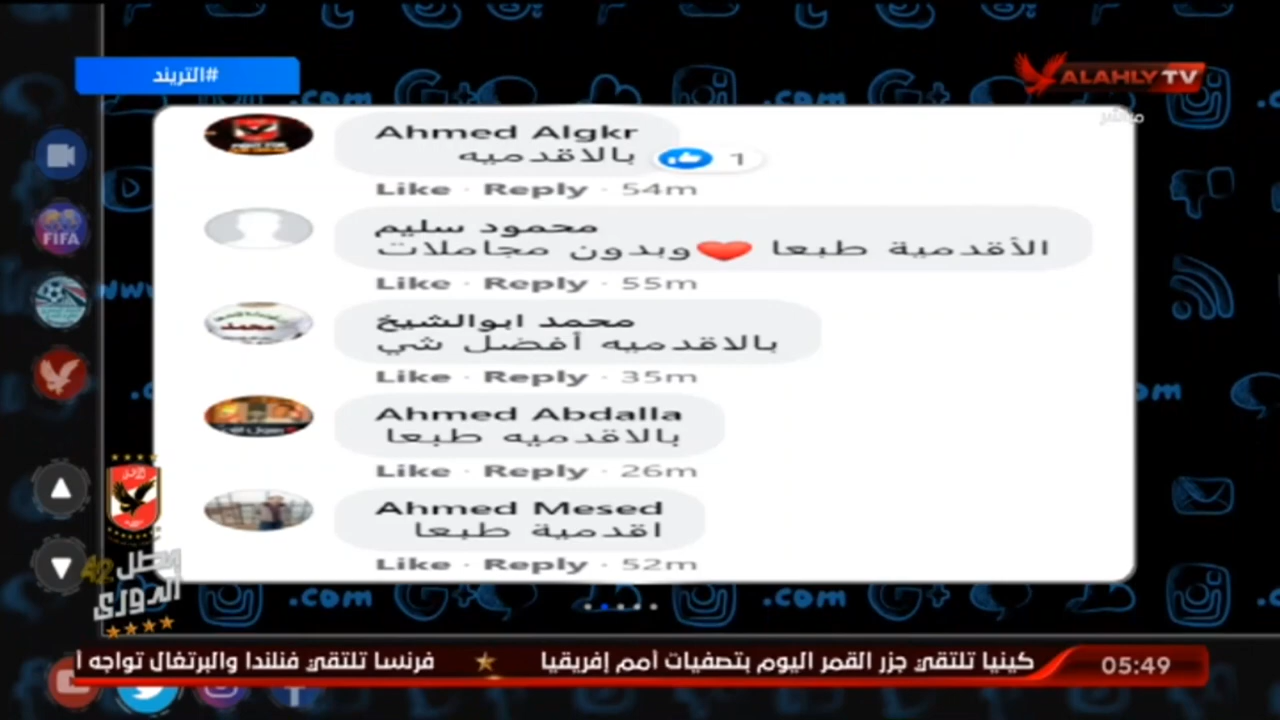 #التريند
ALAHLY TV
مباشر
Ahmed Algkr
بالاقدميه
1
Like · Reply · 54m
محمود سليم
الأقدمية طبعا ❤️وبدون مجاملات
Like · Reply · 55m
محمد ابوالشيخ
بالاقدميه أفضل شي
Like · Reply · 35m
Ahmed Abdalla
بالاقدميه طبعا
Like · Reply · 26m
Ahmed Mesed
اقدمية طبعا
Like · Reply · 52m
FIFA
بطل
الدوري
42
كينيا تلتقي جزر القمر اليوم بتصفيات أمم إفريقيا ★ فرنسا تلتقي فنلندا والبرتغال تواجه أ
05:49